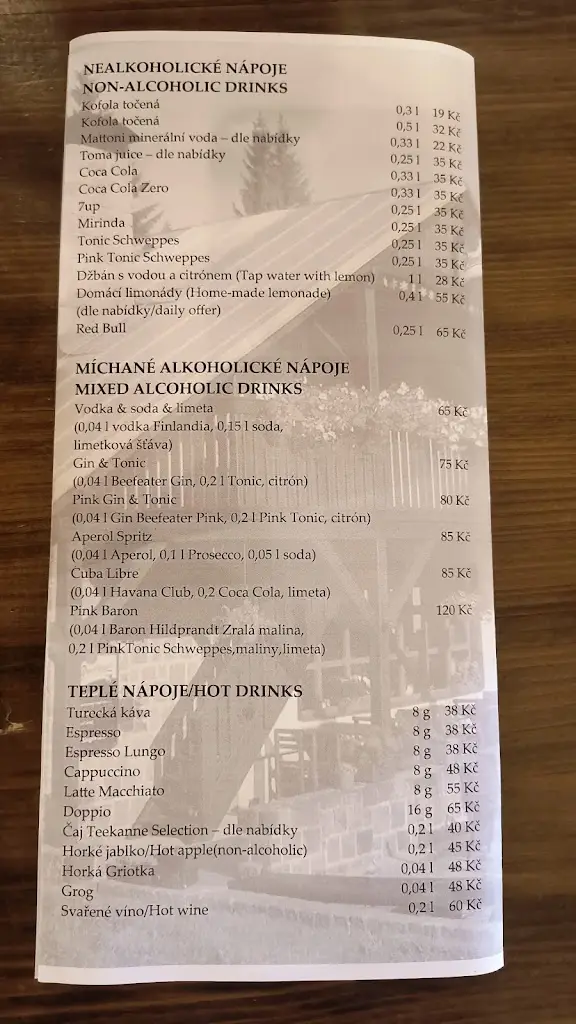 NEALKOHOLICKÉ NÁPOJE
NON-ALCOHOLIC DRINKS
Kofola točená 0,3 l 19 Kč
Kofola točená 0,5 l 32 Kč
Mattoni minerální voda – dle nabídky 0,33 l 22 Kč
Toma juice – dle nabídky 0,25 l 35 Kč
Coca Cola 0,33 l 35 Kč
Coca Cola Zero 0,33 l 35 Kč
7up 0,25 l 35 Kč
Mirinda 0,25 l 35 Kč
Tonic Schweppes 0,25 l 35 Kč
Pink Tonic Schweppes 0,25 l 35 Kč
Džbán s vodou a citrónem (Tap water with lemon) 1 l 28 Kč
Domácí limonády (Home-made lemonade) 0,4 l 55 Kč
(dle nabídky/daily offer)
Red Bull 0,25 l 65 Kč
MÍCHANÉ ALKOHOLICKÉ NÁPOJE
MIXED ALCOHOLIC DRINKS
Vodka & soda & limeta 65 Kč
(0,04 l vodka Finlandia, 0,15 l soda,
limetková šťáva)
Gin & Tonic 75 Kč
(0,04 l Beefeater Gin, 0,2 l Tonic, citrón)
Pink Gin & Tonic 80 Kč
(0,04 l Gin Beefeater Pink, 0,2 l Pink Tonic, citrón)
Aperol Spritz 85 Kč
(0,04 l Aperol, 0,1 l Prosecco, 0,05 l soda)
Cuba Libre 85 Kč
(0,04 l Havana Club, 0,2 Coca Cola, limeta)
Pink Baron 120 Kč
(0,04 l Baron Hildprandt Zralá malina,
0,2 l PinkTonic Schweppes,maliny,limeta)
TEPLÉ NÁPOJE/HOT DRINKS
Turecká káva 8 g 38 Kč
Espresso 8 g 38 Kč
Espresso Lungo 8 g 38 Kč
Cappuccino 8 g 48 Kč
Latte Macchiato 8 g 55 Kč
Doppio 16 g 65 Kč
Čaj Teekanne Selection – dle nabídky 0,2 l 40 Kč
Horké jablko/Hot apple(non-alcoholic) 0,2 l 45 Kč
Horká Griotka 0,04 l 48 Kč
Grog 0,04 l 48 Kč
Svařené víno/Hot wine 0,2 l 60 Kč